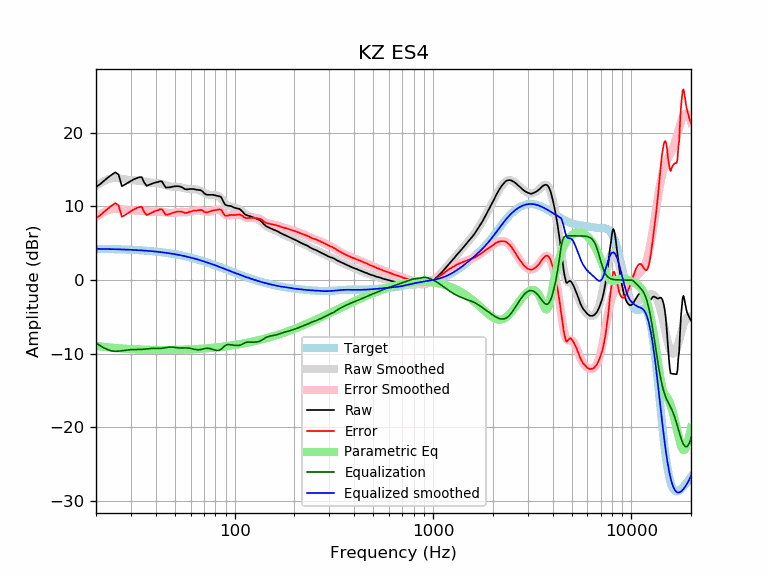 KZ ES4
Amplitude (dBr)
20
10
0
−10
−20
−30
Target
Raw Smoothed
Error Smoothed
Raw
Error
Parametric Eq
Equalization
Equalized smoothed
100
1000
10000
Frequency (Hz)